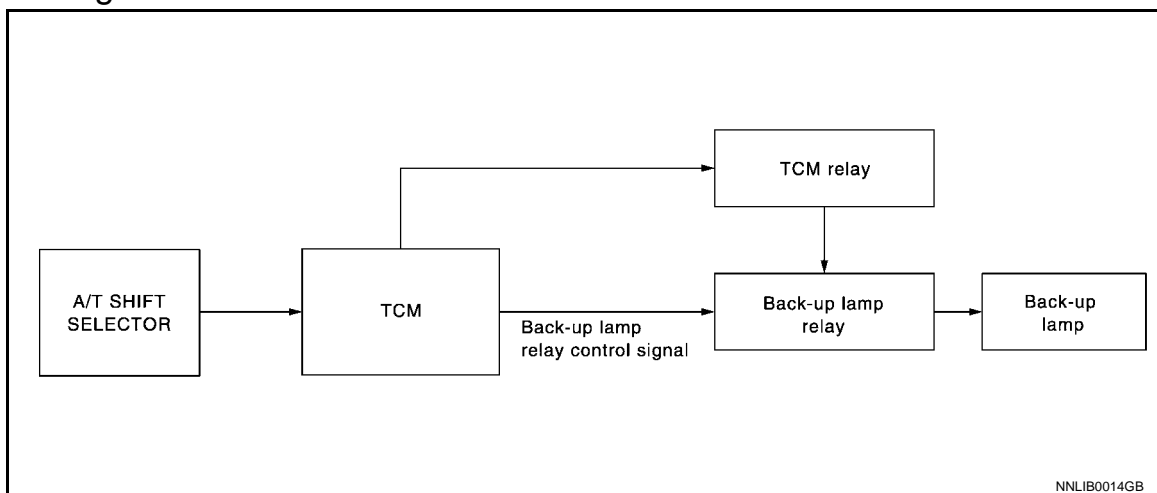 TCM relay
A/T SHIFT
SELECTOR
TCM
Back-up lamp
relay control signal
Back-up lamp
relay
Back-up
lamp
NNLIB0014GB